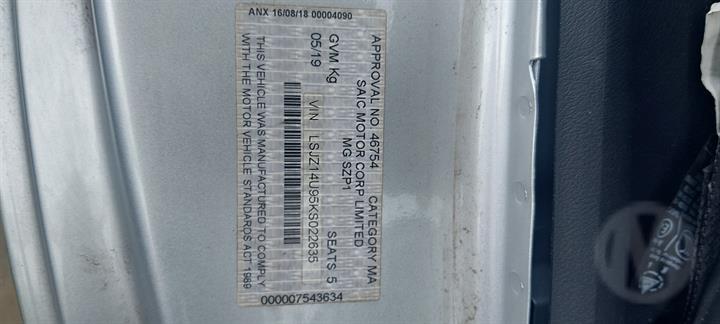 APPROVAL NO 46754 CATEGORY MA
SAIC MOTOR CORP LIMITED
MG SZP1
GVM Kg SEATS 5
05/19 VIN LSJZ14U95KSD22635
THIS VEHICLE WAS MANUFACTURED TO COMPLY
WITH THE MOTOR VEHICLE STANDARDS ACT 1989
ANX 16/08/18 00004090
000007543634